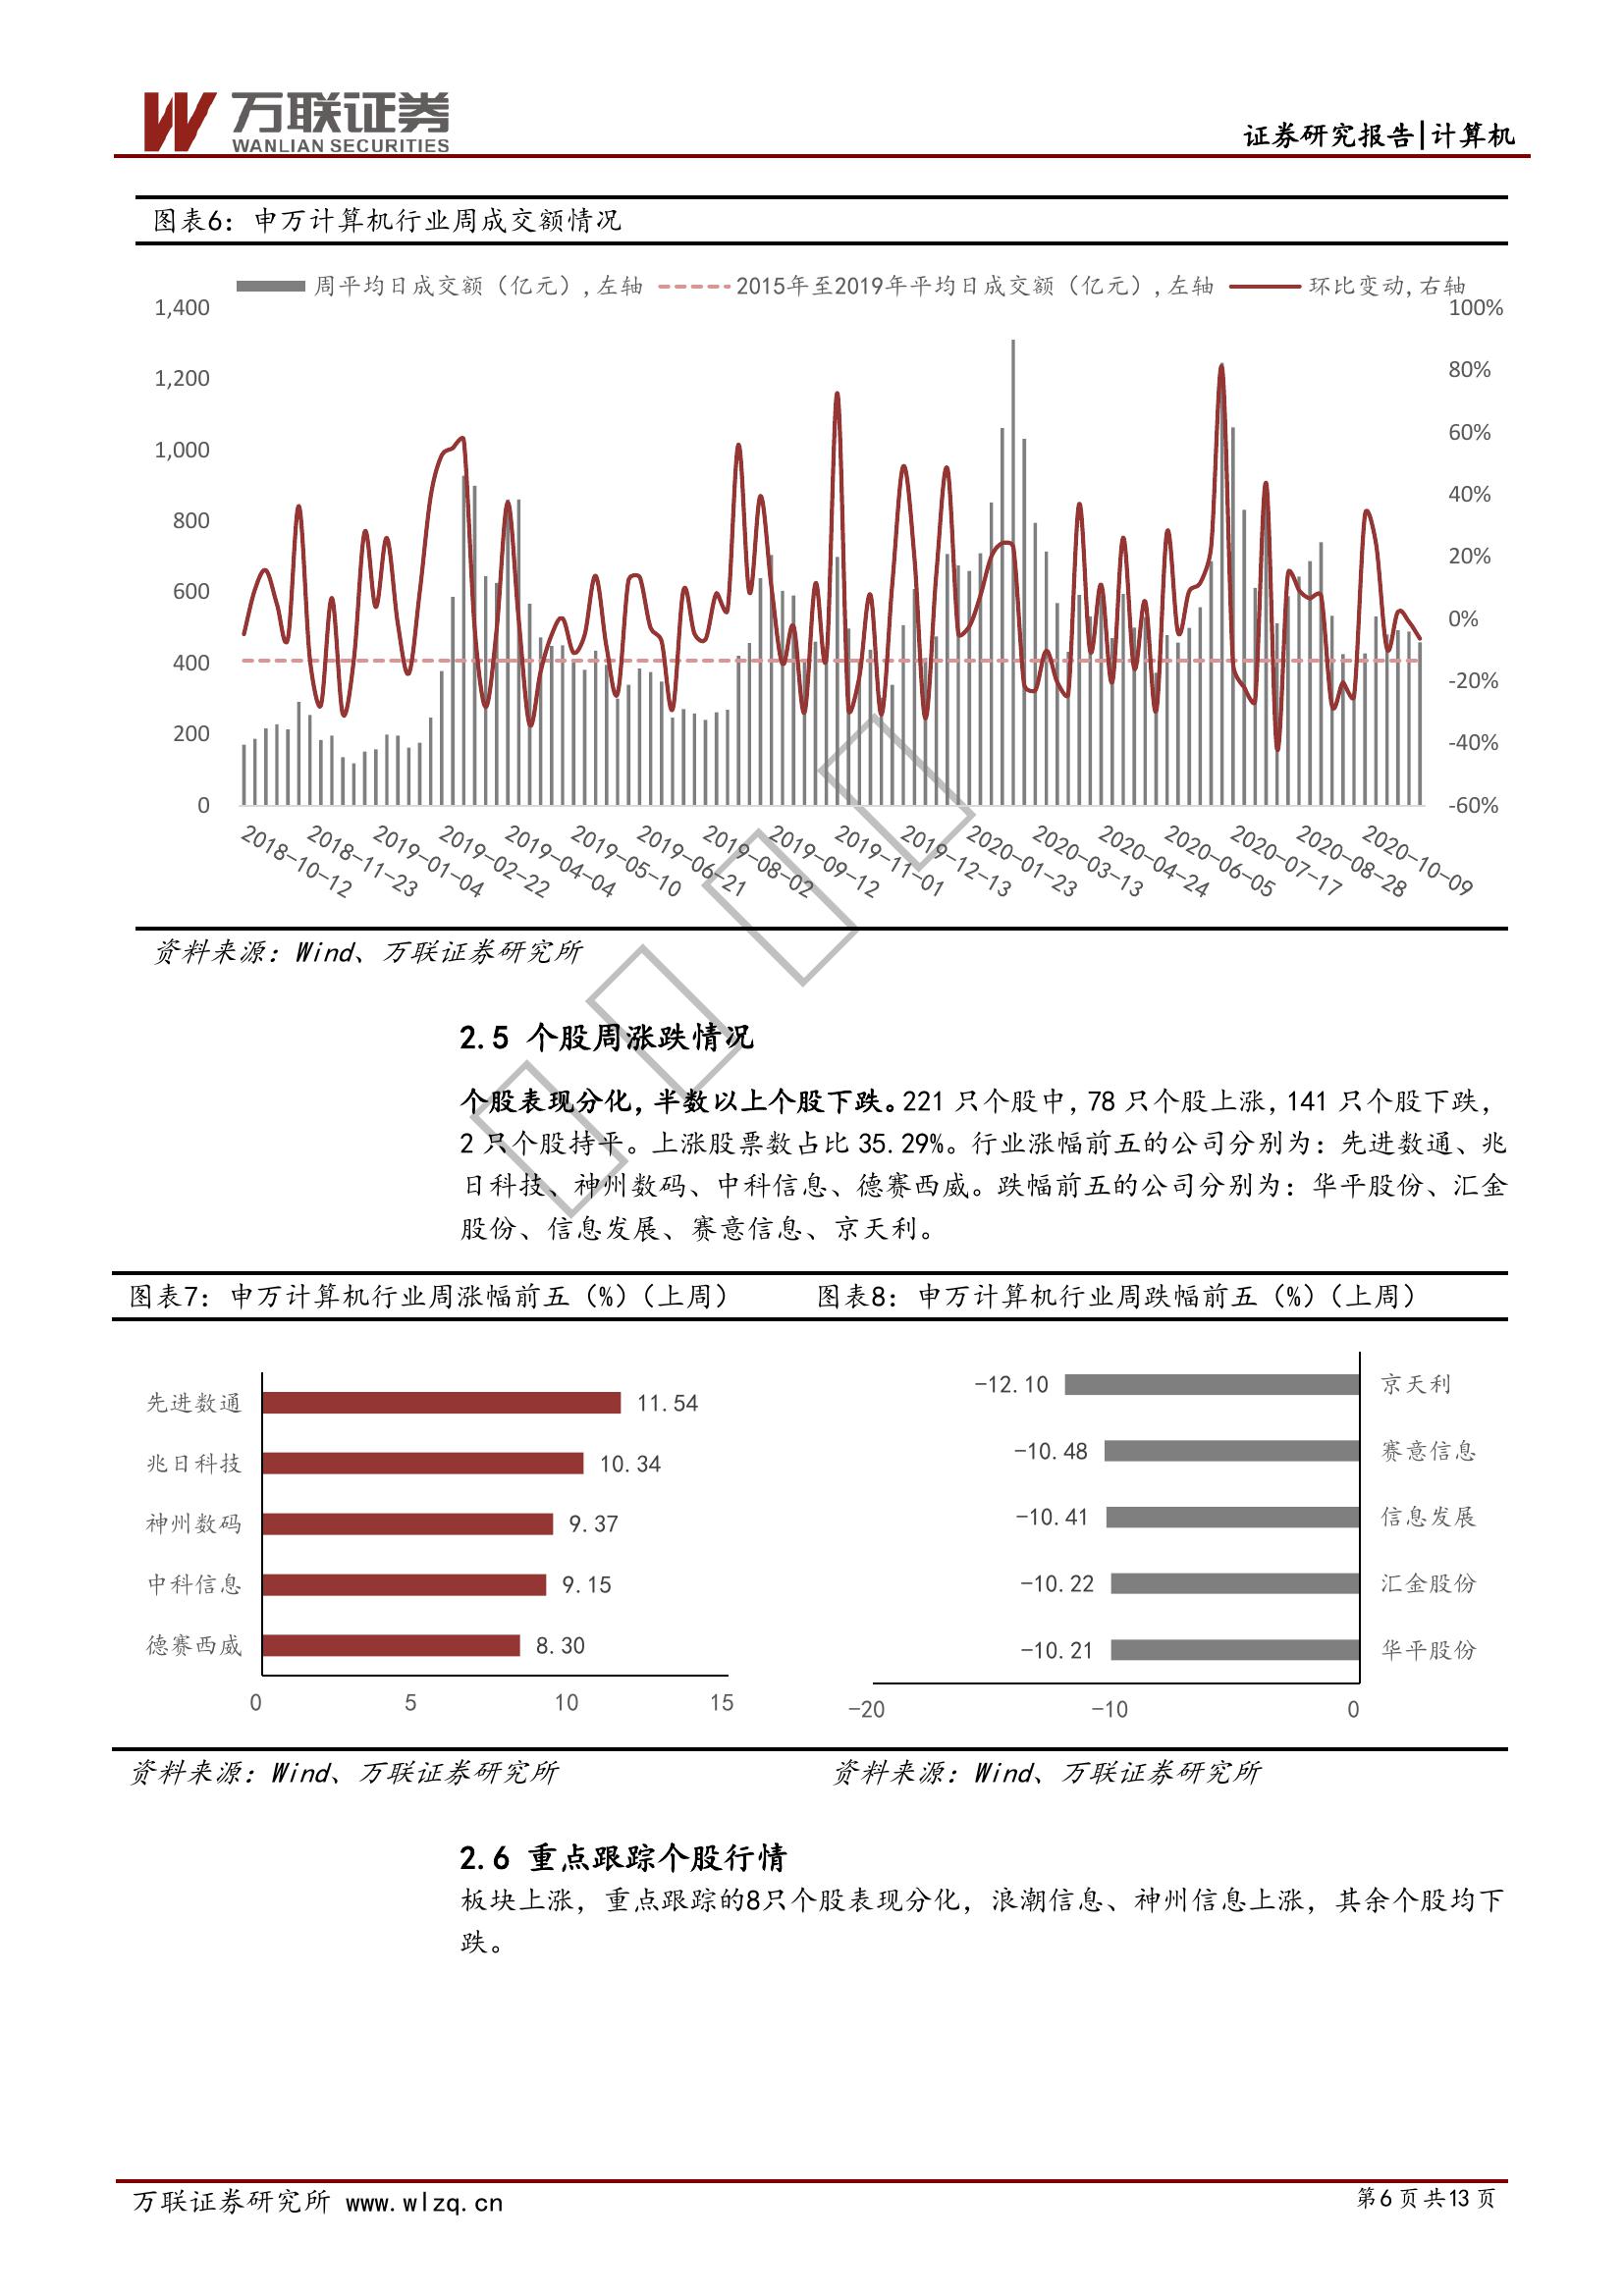 万联证券
WANLIAN SECURITIES
证券研究报告|计算机
图表6：申万计算机行业周成交额情况
周平均日成交额（亿元）,左轴 2015年至2019年平均日成交额（亿元）,左轴 环比变动,右轴
1,400 100%
1,200 80%
1,000 60%
800 40%
600 20%
400 0%
200 -20%
0 -40%
-60%
2018-10-12 2018-11-23 2019-01-04 2019-02-22 2019-04-04 2019-05-10 2019-06-21 2019-08-02 2019-09-12 2019-11-01 2019-12-13 2020-01-23 2020-03-13 2020-04-24 2020-06-05 2020-07-17 2020-08-28 2020-10-09
资料来源：Wind、万联证券研究所
2.5 个股周涨跌情况
个股表现分化，半数以上个股下跌。221 只个股中，78 只个股上涨，141 只个股下跌，
2 只个股持平。上涨股票数占比 35.29%。行业涨幅前五的公司分别为：先进数通、兆
日科技、神州数码、中科信息、德赛西威。跌幅前五的公司分别为：华平股份、汇金
股份、信息发展、赛意信息、京天利。
图表7：申万计算机行业周涨幅前五（%）（上周）
先进数通 11.54
兆日科技 10.34
神州数码 9.37
中科信息 9.15
德赛西威 8.30
0 5 10 15
资料来源：Wind、万联证券研究所
图表8：申万计算机行业周跌幅前五（%）（上周）
-12.10 京天利
-10.48 赛意信息
-10.41 信息发展
-10.22 汇金股份
-10.21 华平股份
-20 -10 0
资料来源：Wind、万联证券研究所
2.6 重点跟踪个股行情
板块上涨，重点跟踪的8只个股表现分化，浪潮信息、神州信息上涨，其余个股均下
跌。
万联证券研究所 www.wlzq.cn
第6页共13页